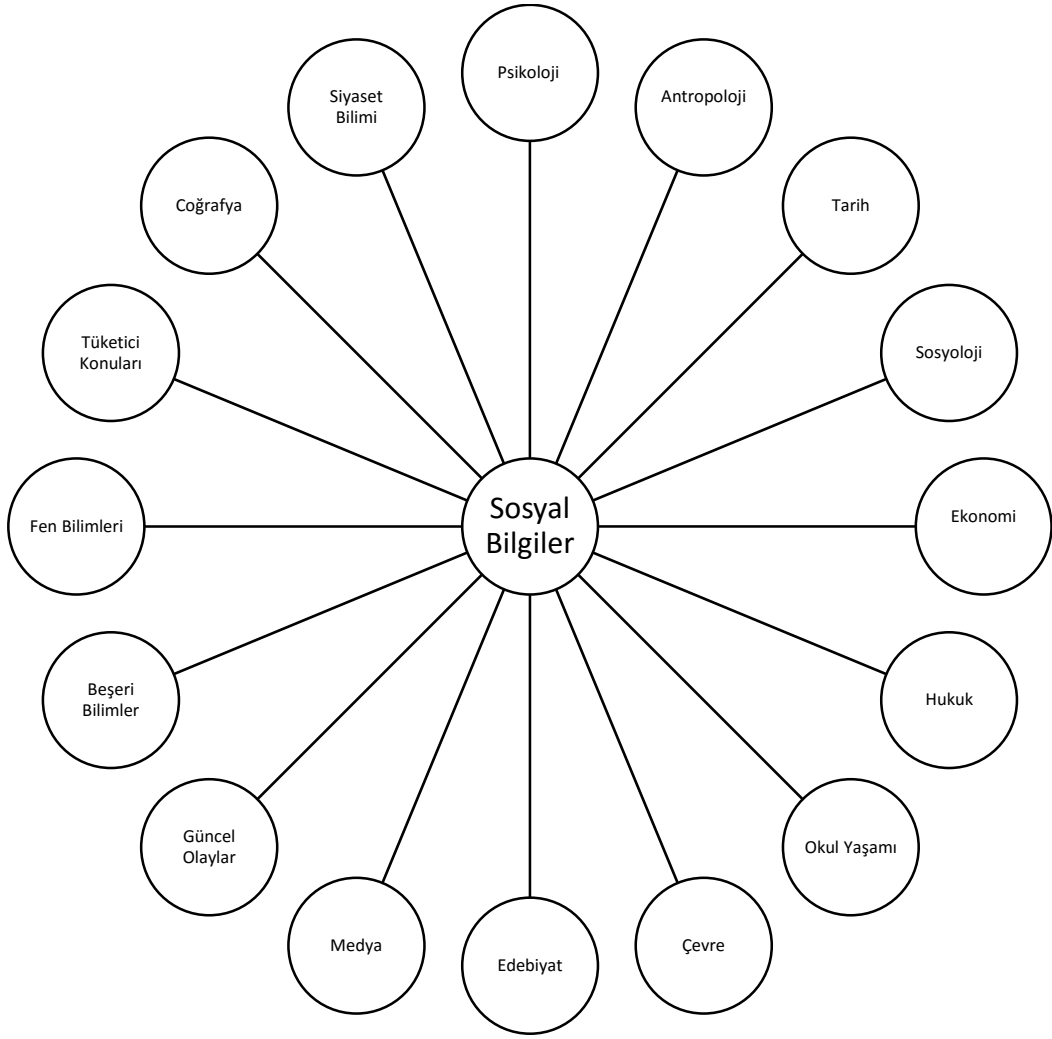 Psikoloji
Antropoloji
Tarih
Sosyoloji
Ekonomi
Hukuk
Okul Yaşamı
Çevre
Edebiyat
Medya
Güncel
Olaylar
Beşeri
Bilimler
Fen Bilimleri
Tüketici
Konuları
Coğrafya
Siyaset
Bilimi
Sosyal
Bilgiler